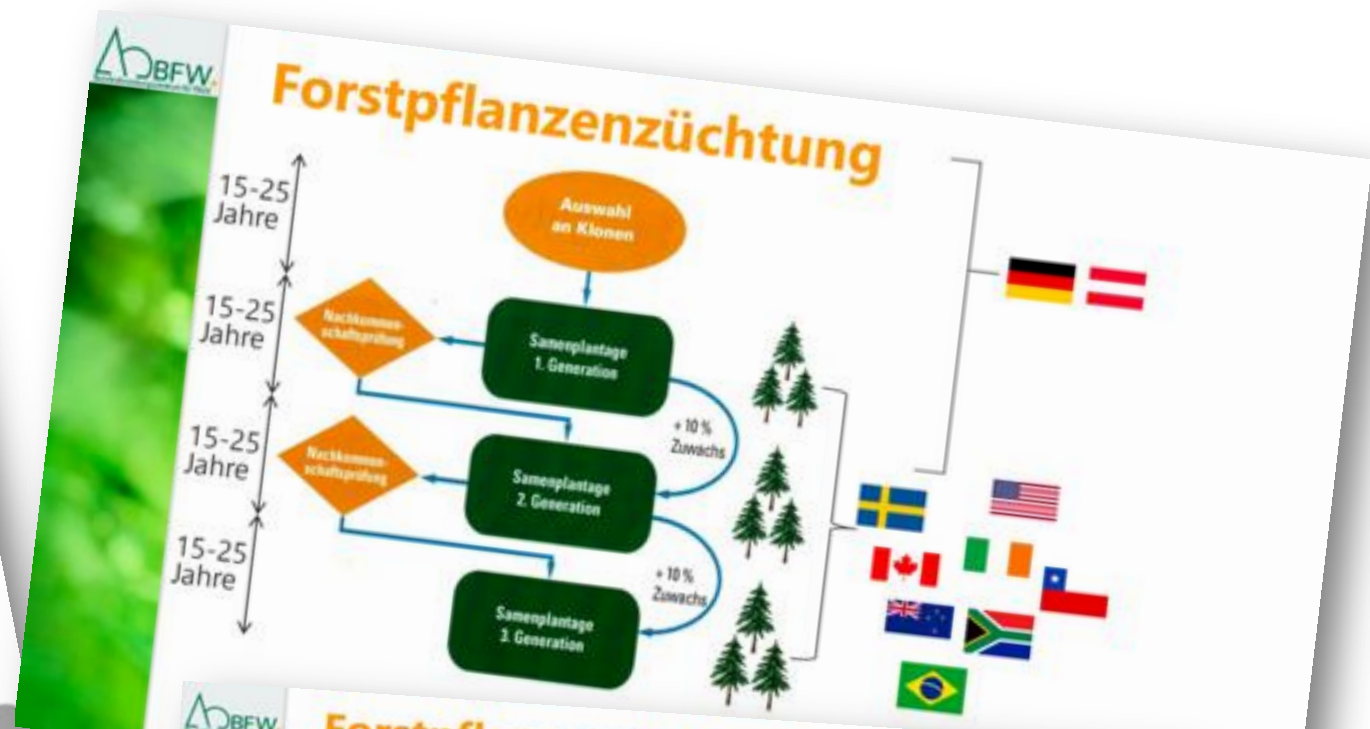 BFW
Forstpflanzenzüchtung
15-25
Jahre
Auswahl
an Klonen
15-25
Jahre
Nachkommen-
schaftsprüfung
Samenplantage
1. Generation
+10 %
Zuwachs
15-25
Jahre
Nachkommen-
schaftsprüfung
Samenplantage
2. Generation
+10 %
Zuwachs
15-25
Jahre
Samenplantage
3. Generation
BFW